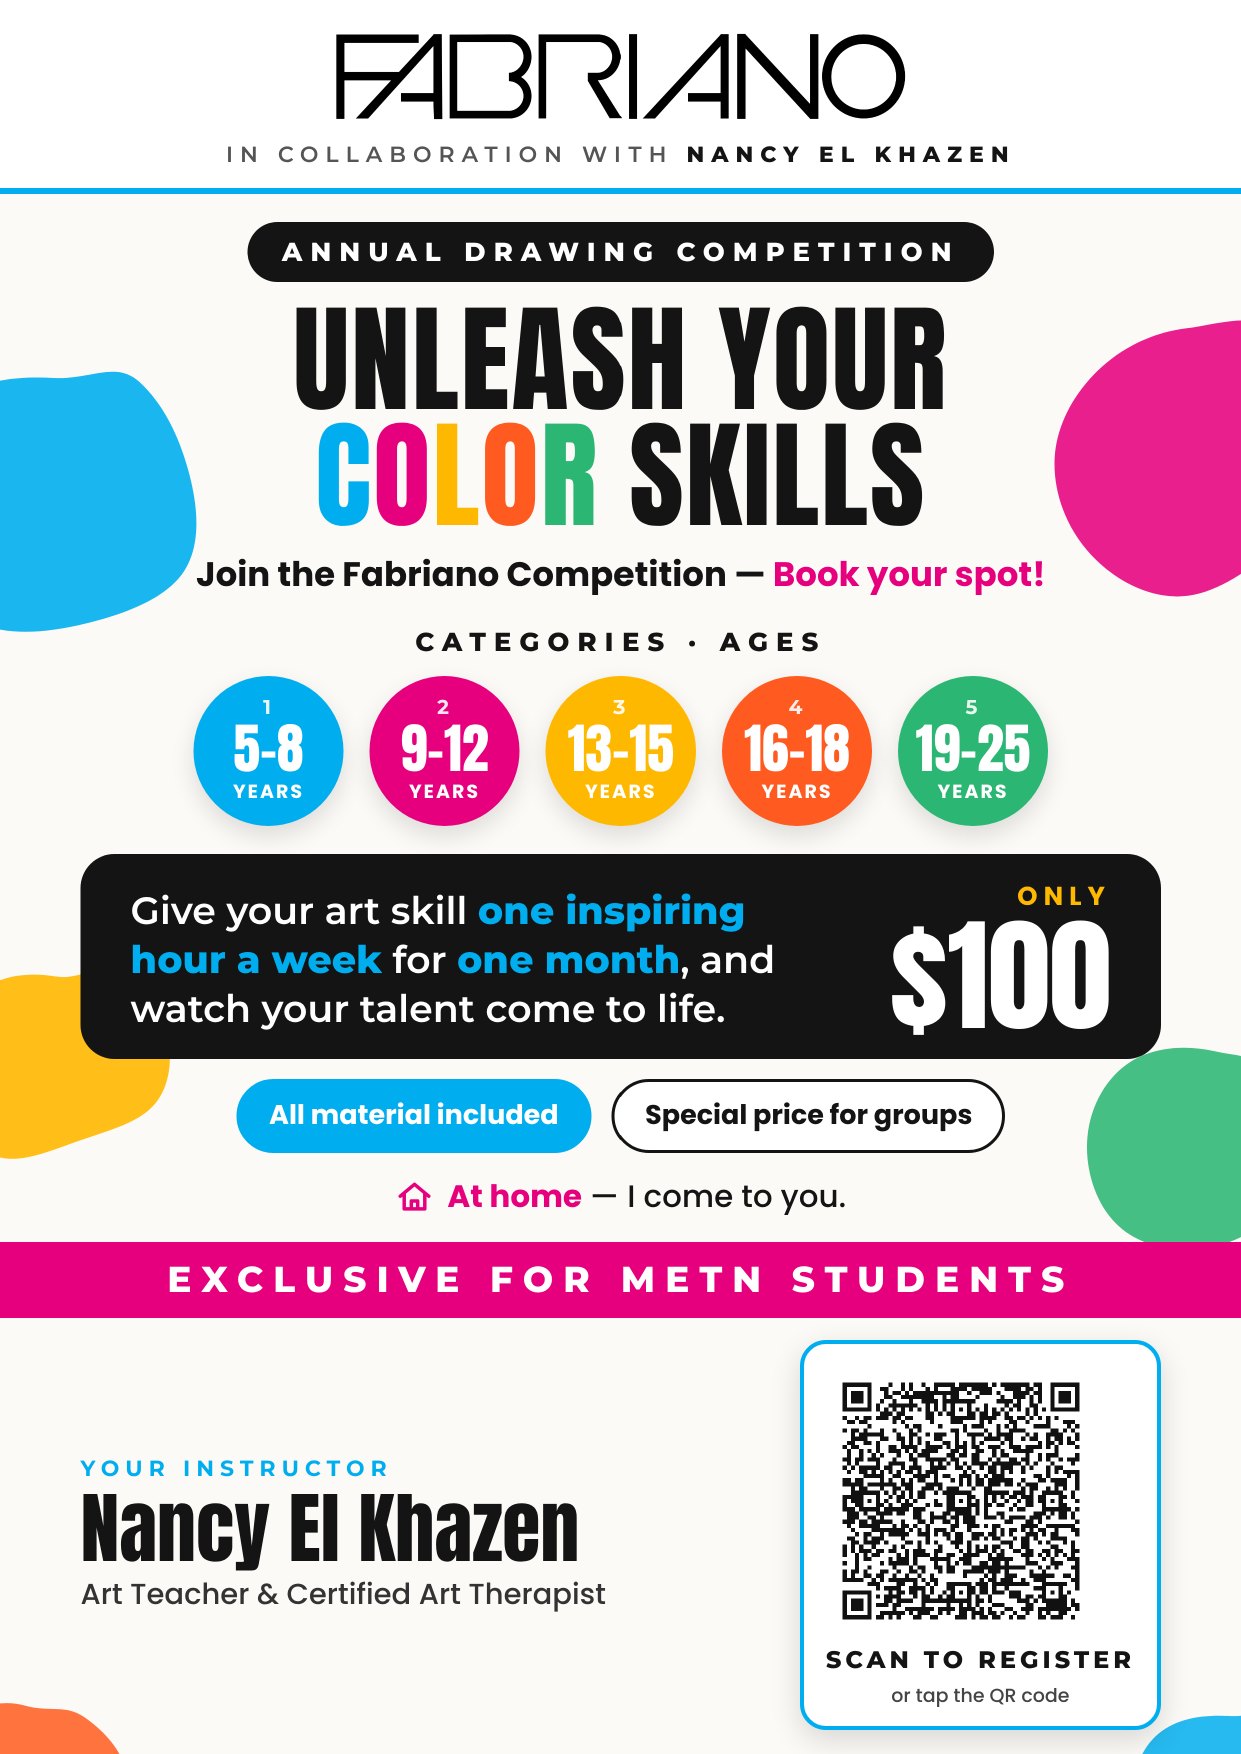 FABRIANO
IN COLLABORATION WITH NANCY EL KHAZEN
ANNUAL DRAWING COMPETITION
UNLEASH YOUR
COLOR SKILLS
Join the Fabriano Competition — Book your spot!
CATEGORIES · AGES
1
5-8
YEARS
2
9-12
YEARS
3
13-15
YEARS
4
16-18
YEARS
5
19-25
YEARS
Give your art skill one inspiring
hour a week for one month, and
watch your talent come to life.
ONLY
$100
All material included
Special price for groups
At home — I come to you.
EXCLUSIVE FOR METN STUDENTS
YOUR INSTRUCTOR
Nancy El Khazen
Art Teacher & Certified Art Therapist
SCAN TO REGISTER
or tap the QR code